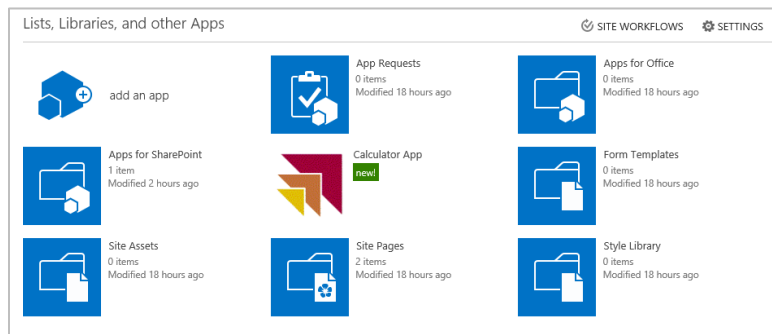 Lists, Libraries, and other Apps
SITE WORKFLOWS
SETTINGS
add an app
App Requests
0 items
Modified 18 hours ago
Apps for Office
0 items
Modified 18 hours ago
Apps for SharePoint
1 item
Modified 2 hours ago
Calculator App
new!
Form Templates
0 items
Modified 18 hours ago
Site Assets
0 items
Modified 18 hours ago
Site Pages
2 items
Modified 18 hours ago
Style Library
0 items
Modified 18 hours ago